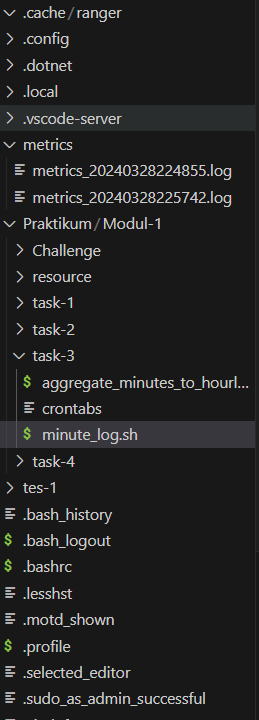 .cache/ranger
.config
.dotnet
.local
.vscode-server
metrics
metrics_20240328224855.log
metrics_20240328225742.log
Praktikum/Modul-1
Challenge
resource
task-1
task-2
task-3
aggregate_minutes_to_hourl...
crontabs
minute_log.sh
task-4
tes-1
.bash_history
.bash_logout
.bashrc
.lesshst
.motd_shown
.profile
.selected_editor
.sudo_as_admin_successful